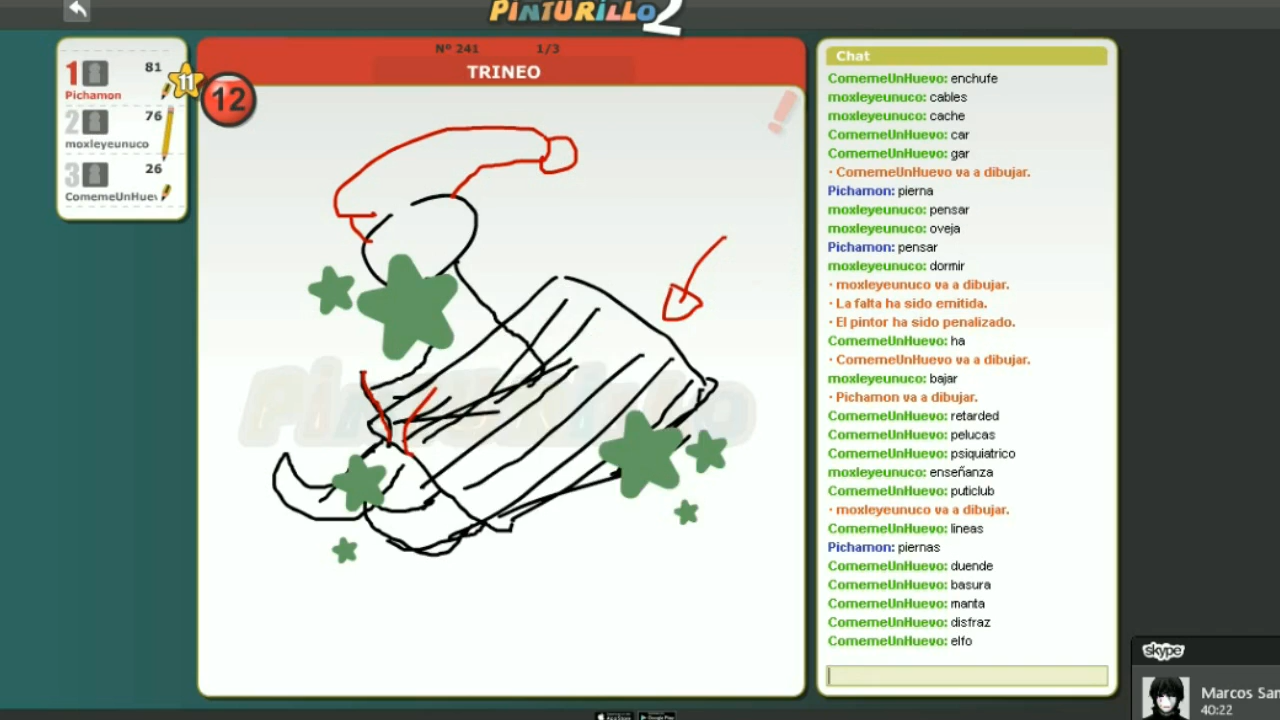 PINTURILLO 2
Nº 241 1/3
TRINEO
1 81
Pichamon
11
12
2 76
moxleyeunuco
3 26
ComemeUnHuev
Pinturillo
Chat
ComemeUnHuevo: enchufe
moxleyeunuco: cables
moxleyeunuco: cache
ComemeUnHuevo: car
ComemeUnHuevo: gar
· ComemeUnHuevo va a dibujar.
Pichamon: pierna
moxleyeunuco: pensar
moxleyeunuco: oveja
Pichamon: pensar
moxleyeunuco: dormir
· moxleyeunuco va a dibujar.
· La falta ha sido emitida.
· El pintor ha sido penalizado.
ComemeUnHuevo: ha
· ComemeUnHuevo va a dibujar.
moxleyeunuco: bajar
· Pichamon va a dibujar.
ComemeUnHuevo: retarded
ComemeUnHuevo: pelucas
ComemeUnHuevo: psiquiatrico
moxleyeunuco: enseñanza
ComemeUnHuevo: puticlub
· moxleyeunuco va a dibujar.
ComemeUnHuevo: lineas
Pichamon: piernas
ComemeUnHuevo: duende
ComemeUnHuevo: basura
ComemeUnHuevo: manta
ComemeUnHuevo: disfraz
ComemeUnHuevo: elfo
skype
Marcos San
40:22
App Store Google Play